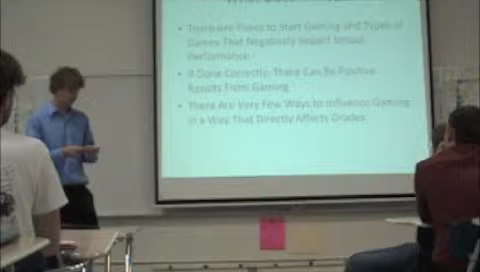 • There Are Times to Start Gaming and Types of
Games That Negatively Impact School
Performance
• If Done Correctly, There Can Be Positive
Results From Gaming
• There Are Very Few Ways to Influence Gaming
in a Way That Directly Affects Grades